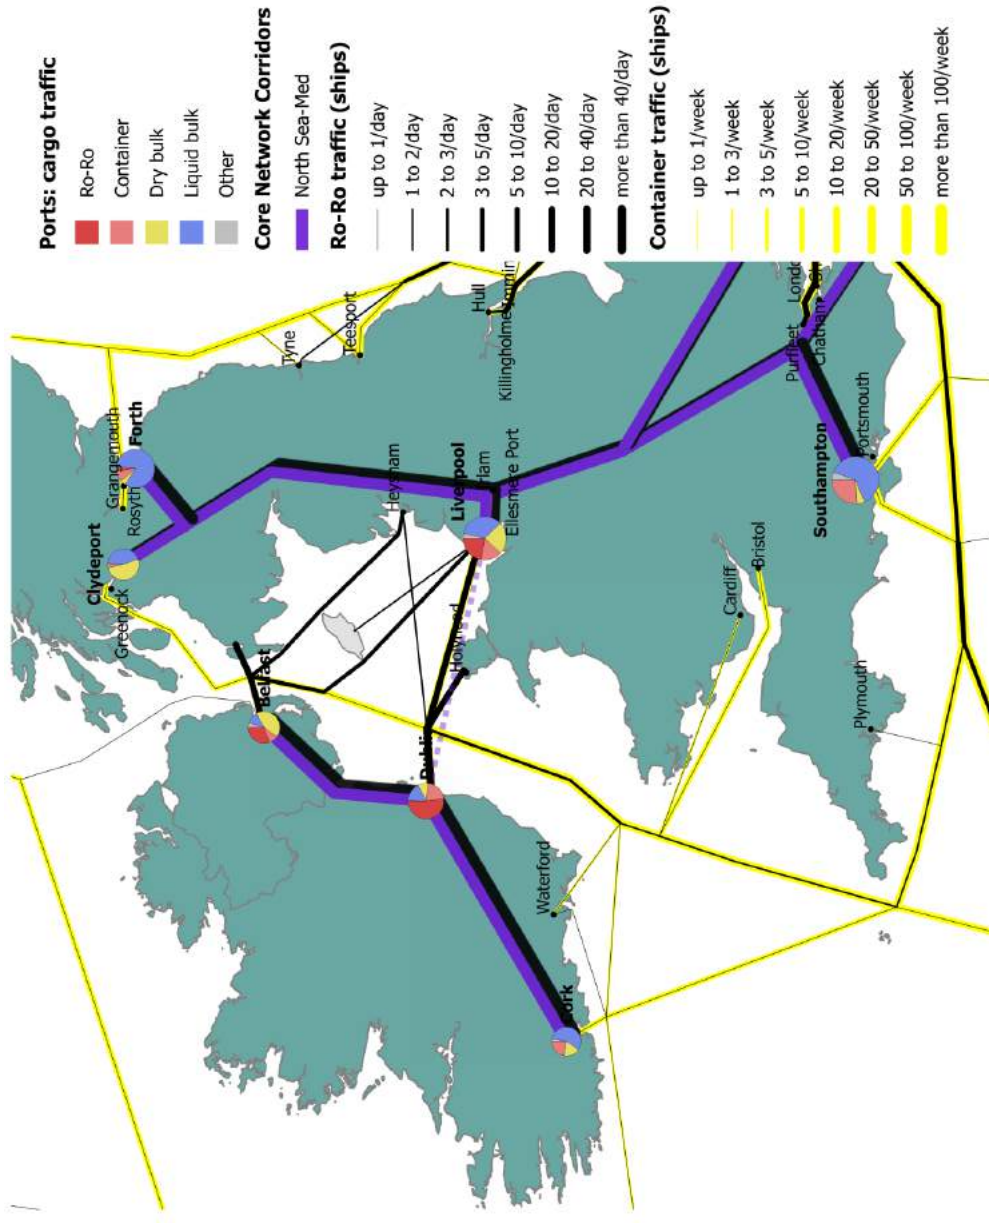 Ports: cargo traffic
Ro-Ro
Container
Dry bulk
Liquid bulk
Other
Core Network Corridors
North Sea-Med
Ro-Ro traffic (ships)
up to 1/day
1 to 2/day
2 to 3/day
3 to 5/day
5 to 10/day
10 to 20/day
20 to 40/day
more than 40/day
Container traffic (ships)
up to 1/week
1 to 3/week
3 to 5/week
5 to 10/week
10 to 20/week
20 to 50/week
50 to 100/week
more than 100/week
Clydeport
Greenock
Grangemouth
Forth
Rosyth
Tyne
Teesport
Belfast
Heysham
Hull
Killingholme
Liverpool
Ellesmere Port
Holyhead
Waterford
Cardiff
Bristol
Purfleet
Chatham
Southampton
Portsmouth
Plymouth